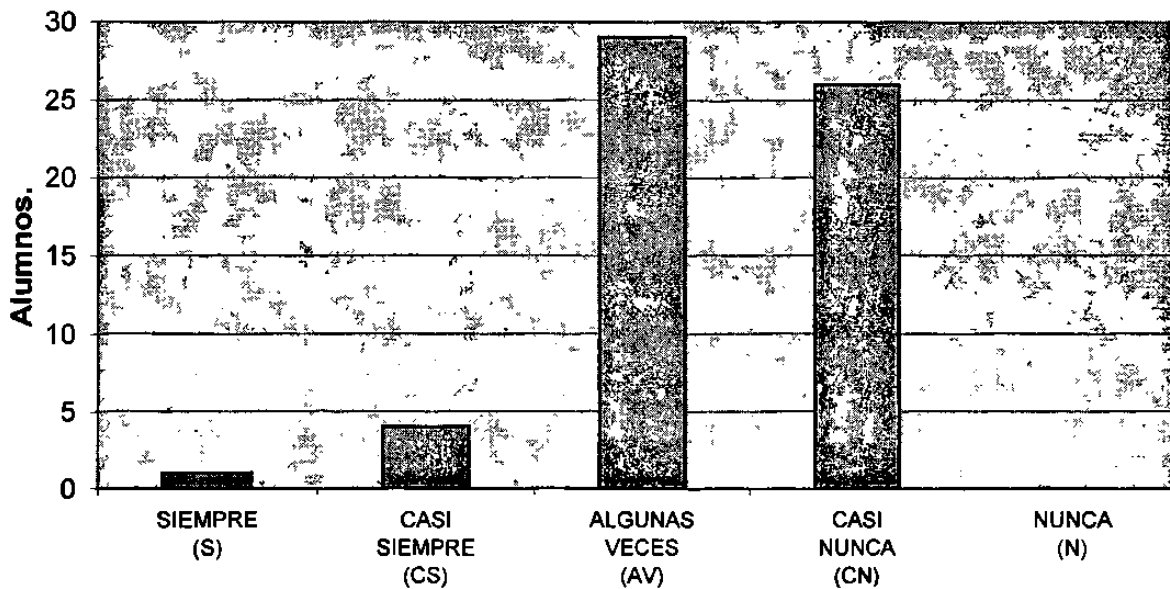 30
25
20
15
10
5
0
Alumnos.
SIEMPRE
(S)
CASI
SIEMPRE
(CS)
ALGUNAS
VECES
(AV)
CASI
NUNCA
(CN)
NUNCA
(N)